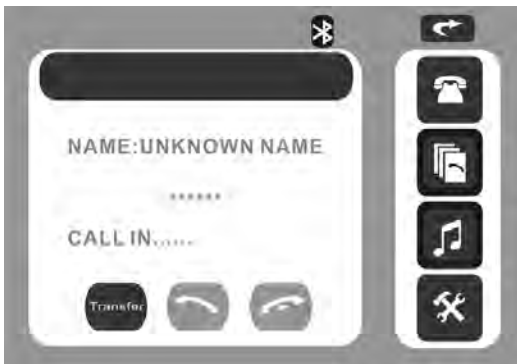 NAME:UNKNOWN NAME
******
CALL IN......
Transfer